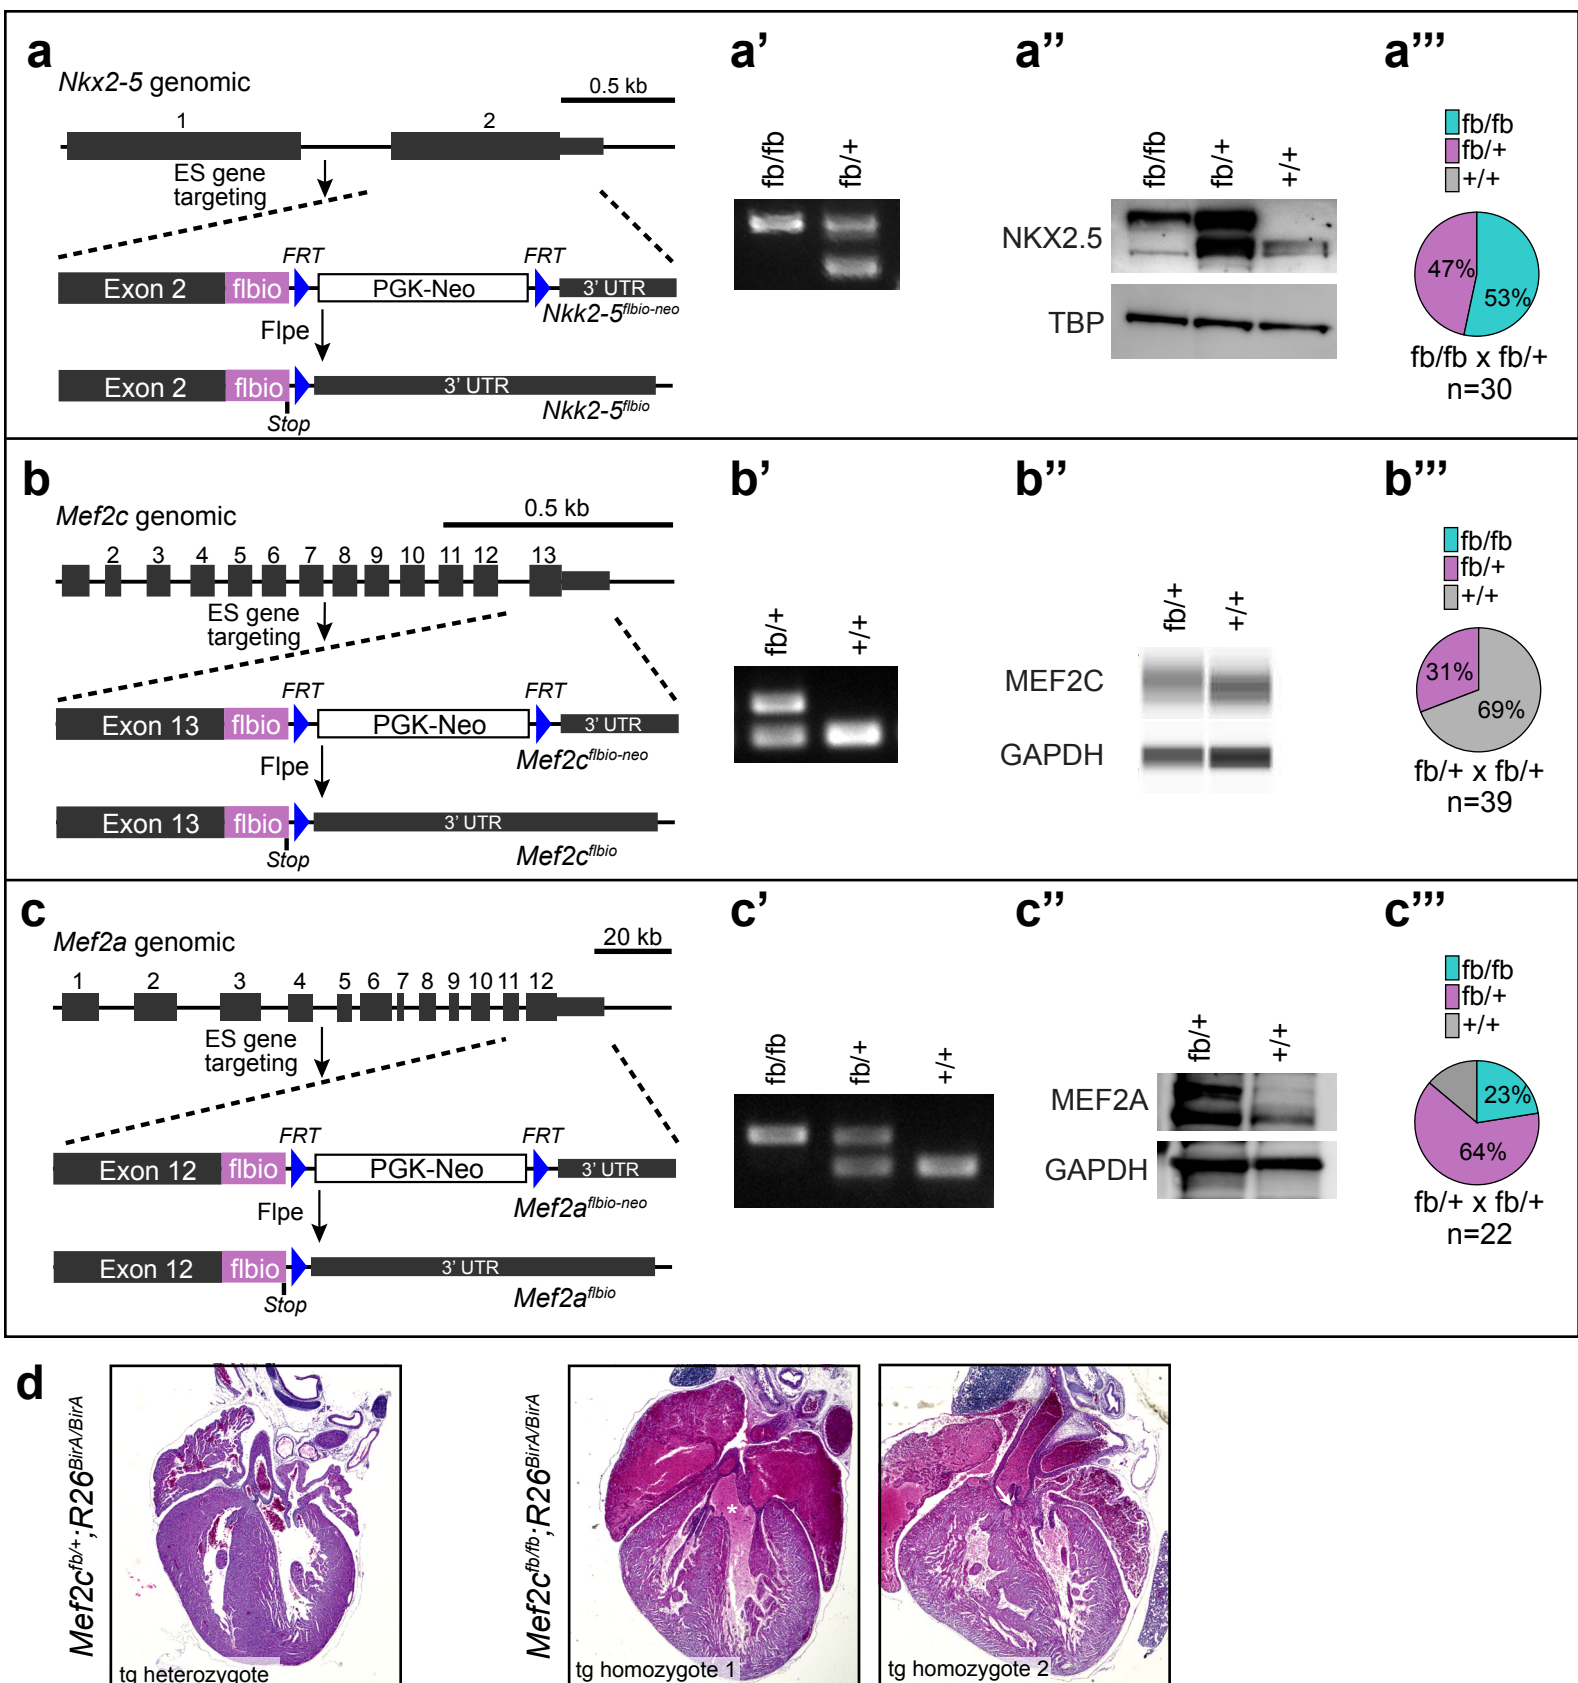 a
Nkx2-5 genomic
0.5 kb
1
2
ES gene
targeting
FRT
FRT
Exon 2
flbio
PGK-Neo
3’ UTR
Nkk2-5flbio-neo
Flpe
Exon 2
flbio
3’ UTR
Stop
Nkk2-5flbio
a’
fb/fb
fb/+
a’’
fb/fb
fb/+
+/+
NKX2.5
TBP
a’’’
fb/fb
fb/+
+/+
47%
53%
fb/fb x fb/+
n=30
b
Mef2c genomic
0.5 kb
2 3 4 5 6 7 8 9 10 11 12 13
ES gene
targeting
FRT
FRT
Exon 13
flbio
PGK-Neo
3’ UTR
Mef2cflbio-neo
Flpe
Exon 13
flbio
3’ UTR
Stop
Mef2cflbio
b’
fb/+
+/+
b’’
fb/+
+/+
MEF2C
GAPDH
b’’’
fb/fb
fb/+
+/+
31%
69%
fb/+ x fb/+
n=39
c
Mef2a genomic
20 kb
1 2 3 4 5 6 7 8 9 10 11 12
ES gene
targeting
FRT
FRT
Exon 12
flbio
PGK-Neo
3’ UTR
Mef2aflbio-neo
Flpe
Exon 12
flbio
3’ UTR
Stop
Mef2aflbio
c’
fb/fb
fb/+
+/+
c’’
fb/+
+/+
MEF2A
GAPDH
c’’’
fb/fb
fb/+
+/+
23%
64%
fb/+ x fb/+
n=22
d
Mef2cfb/+;R26BirA/BirA
tg heterozygote
Mef2cfb/fb;R26BirA/BirA
*
tg homozygote 1
tg homozygote 2